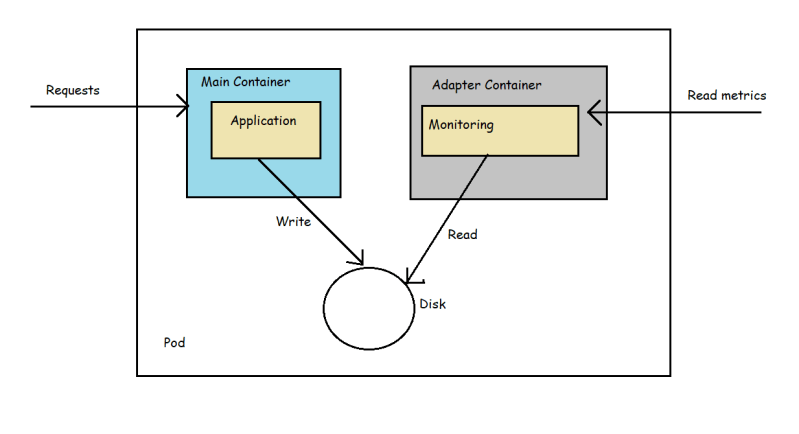 Requests
Main Container
Application
Adapter Container
Monitoring
Read metrics
Write
Read
Disk
Pod